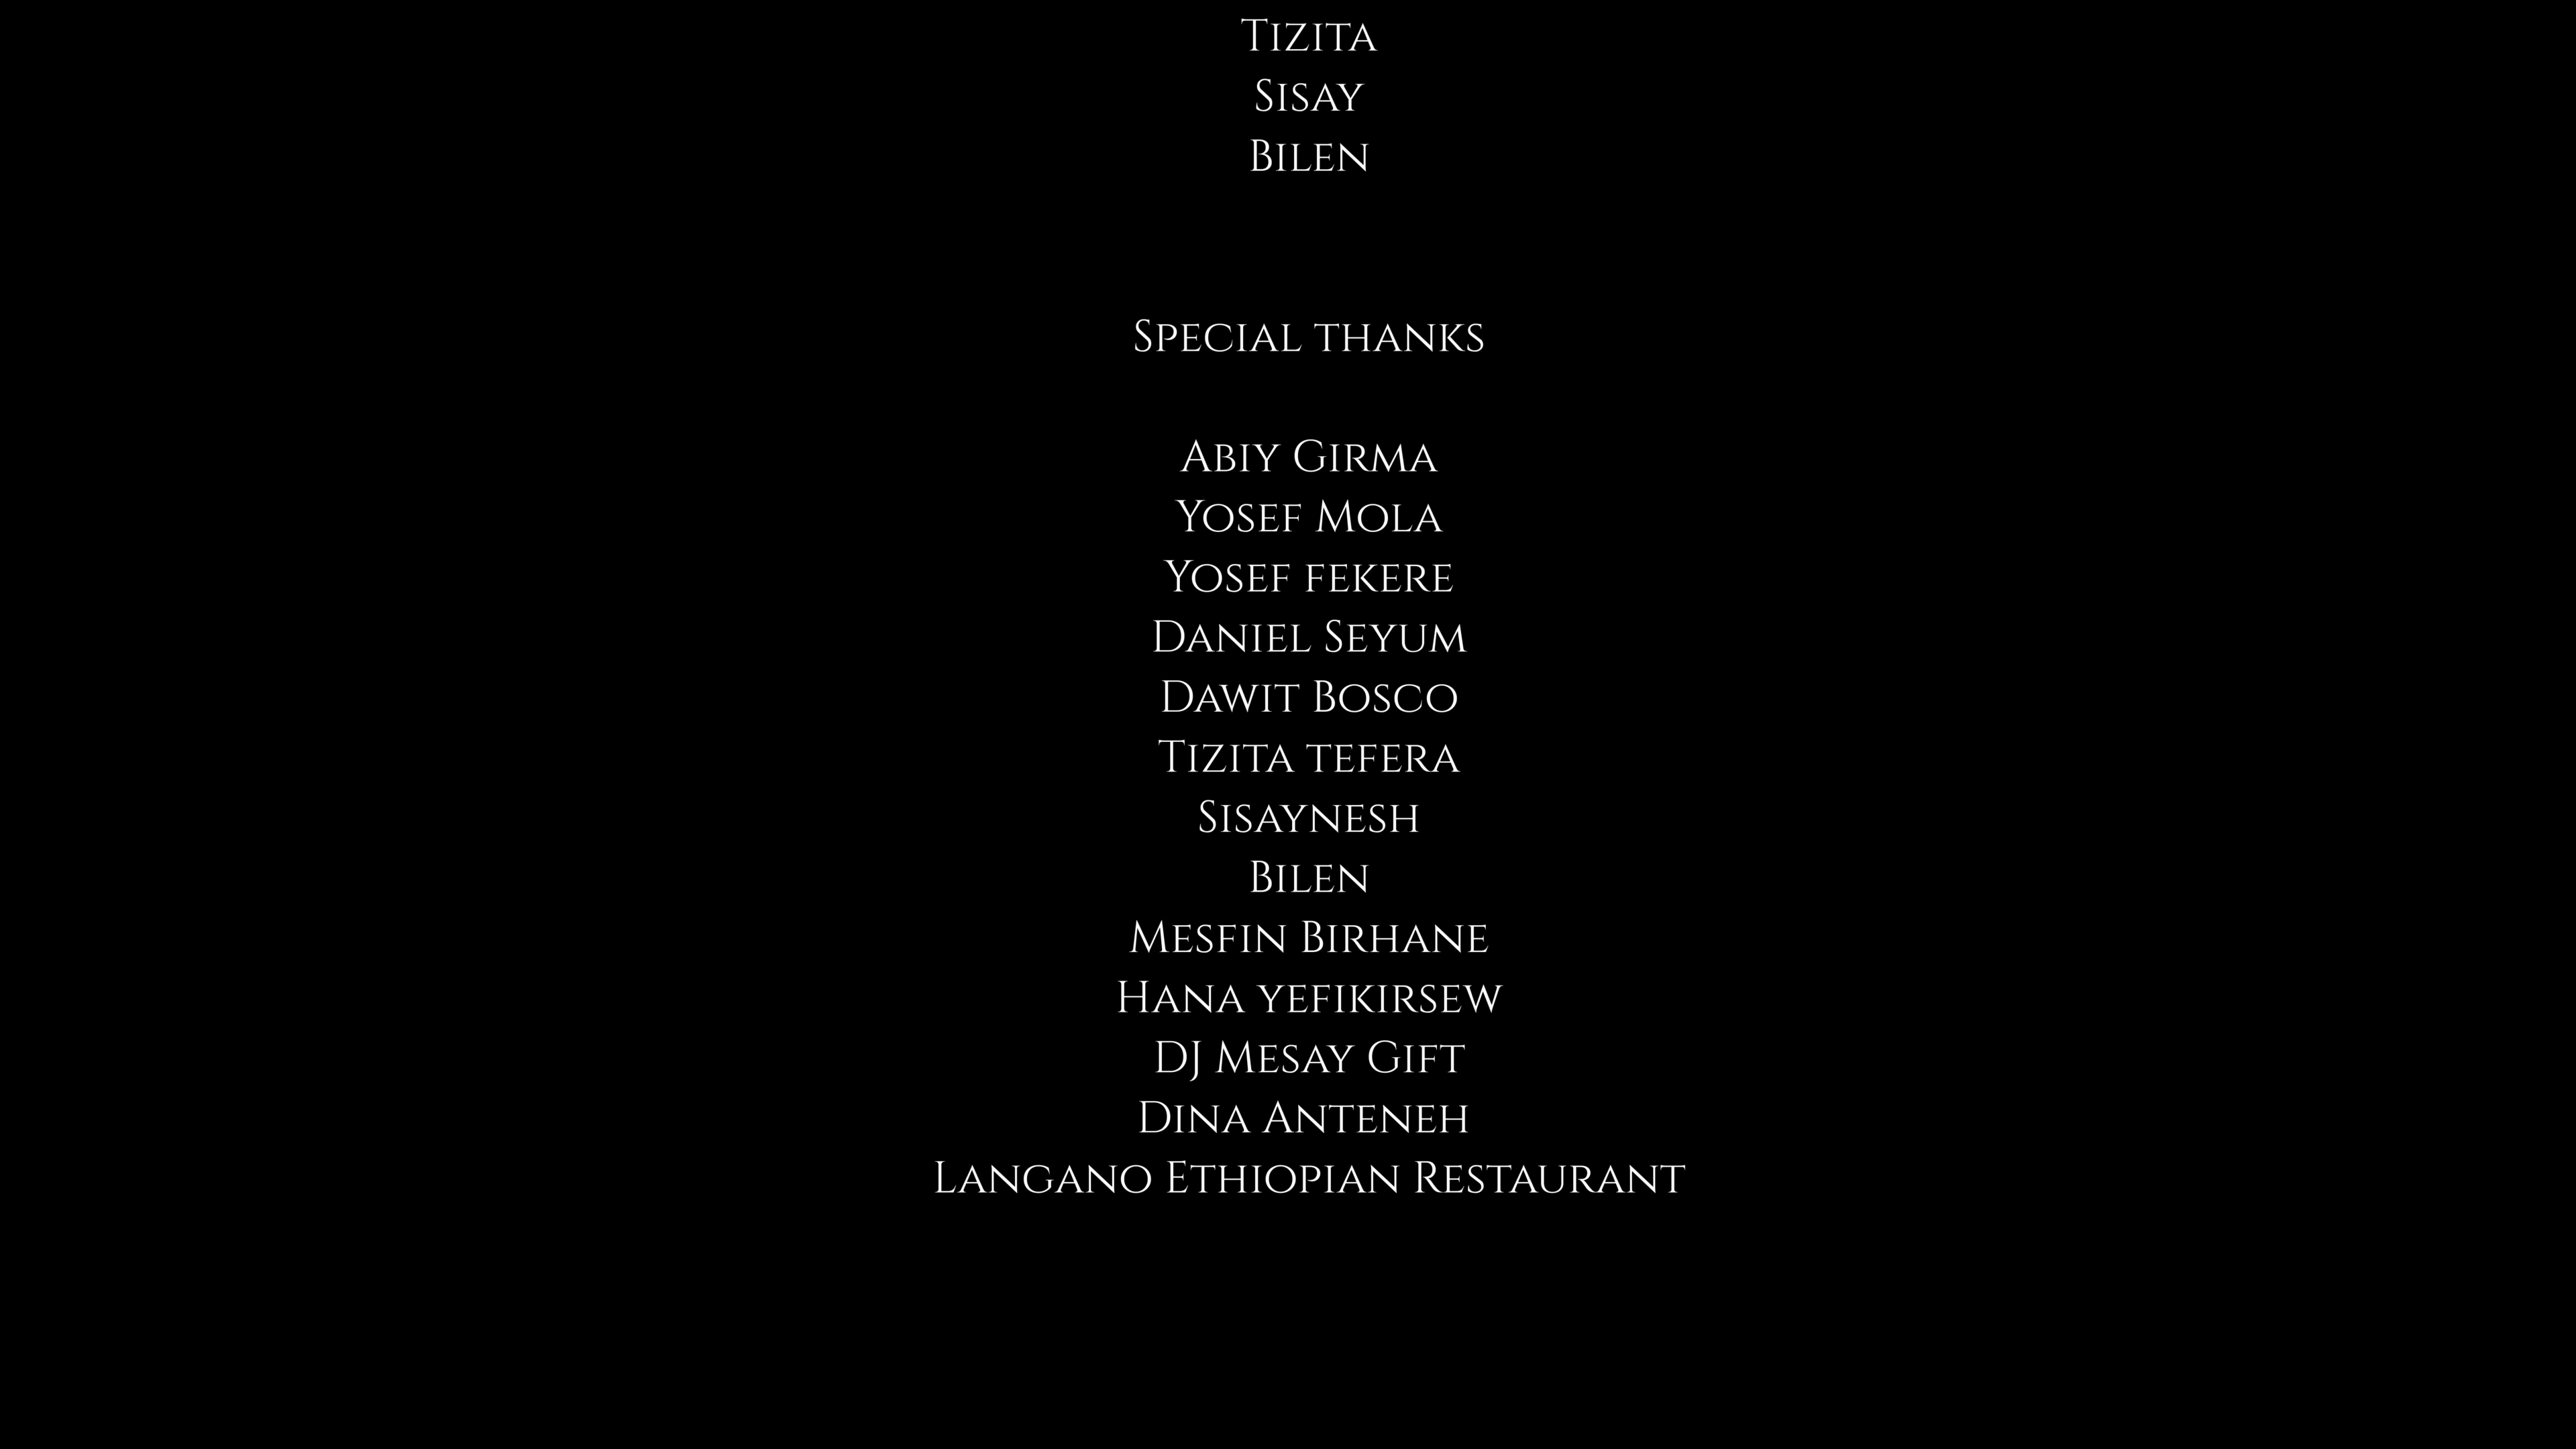 Tizita
Sisay
Bilen
Special thanks
Abiy Girma
Yosef Mola
Yosef fekere
Daniel Seyum
Dawit Bosco
Tizita tefera
Sisaynesh
Bilen
Mesfin Birhane
Hana yefikirsew
DJ Mesay Gift
Dina Anteneh
Langano Ethiopian Restaurant